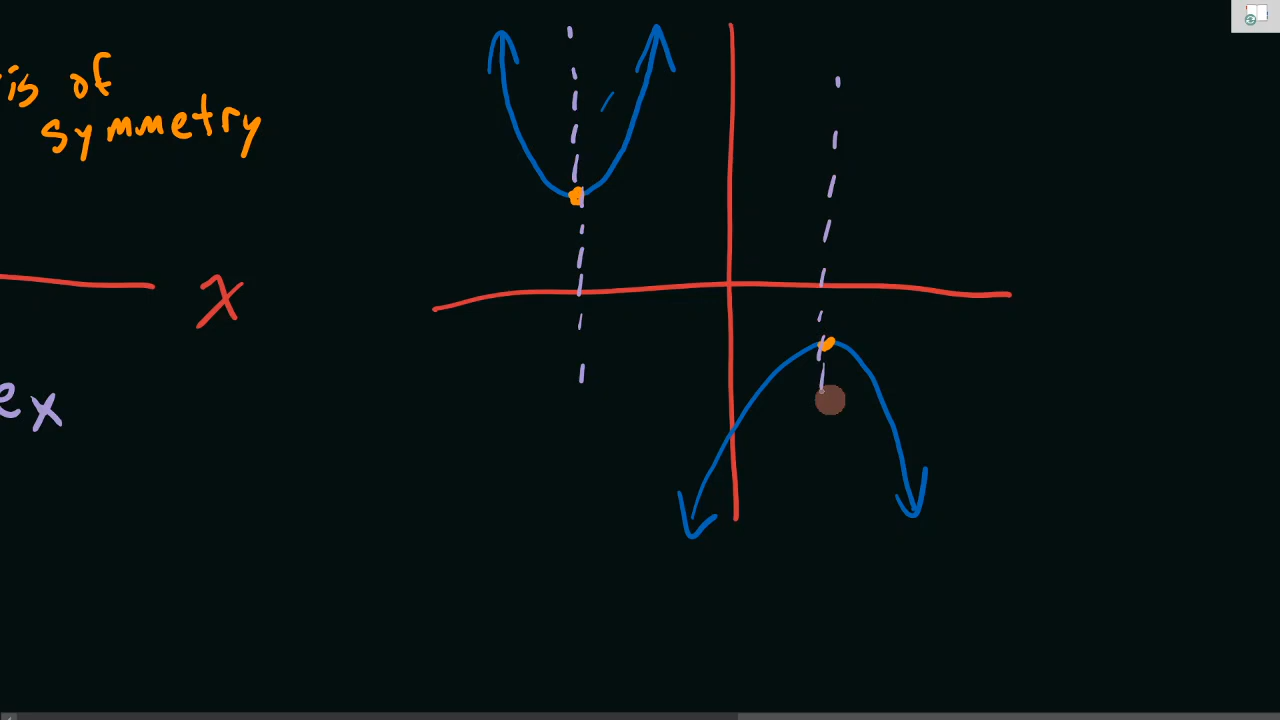 is of
symmetry
x
ex